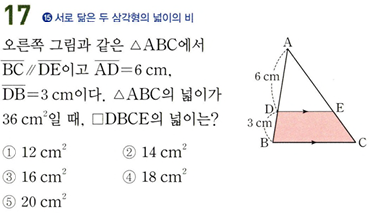 17 15 서로 닮은 두 삼각형의 넓이의 비
오른쪽 그림과 같은 △ABC에서
BC∥DE이고 AD=6 cm,
DB=3 cm이다. △ABC의 넓이가
36 cm²일 때, □DBCE의 넓이는?
① 12 cm² ② 14 cm²
③ 16 cm² ④ 18 cm²
⑤ 20 cm²
A
6 cm
D E
3 cm
B C